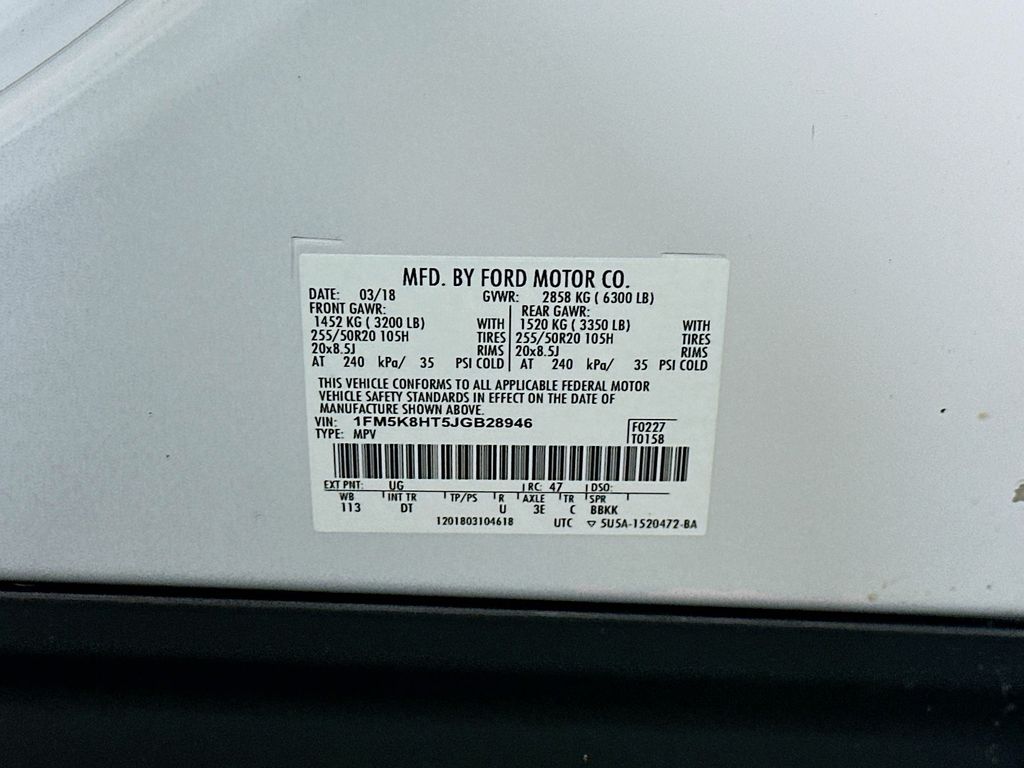 MFD. BY FORD MOTOR CO.
DATE: 03/18 GVWR: 2858 KG ( 6300 LB)
FRONT GAWR: REAR GAWR:
1452 KG ( 3200 LB) WITH 1520 KG ( 3350 LB) WITH
255/50R20 105H TIRES 255/50R20 105H TIRES
20x8.5J RIMS 20x8.5J RIMS
AT 240 kPa/ 35 PSI COLD AT 240 kPa/ 35 PSI COLD
THIS VEHICLE CONFORMS TO ALL APPLICABLE FEDERAL MOTOR
VEHICLE SAFETY STANDARDS IN EFFECT ON THE DATE OF
MANUFACTURE SHOWN ABOVE.
VIN: 1FM5K8HT5JGB28946 F0227
TYPE: MPV T0158
EXT PNT: UG RC: 47 DSO:
WB INT TR TP/PS R AXLE TR SPR
113 DT U 3E C BBKK
1201803104618 UTC ▽ 5U5A-1520472-BA